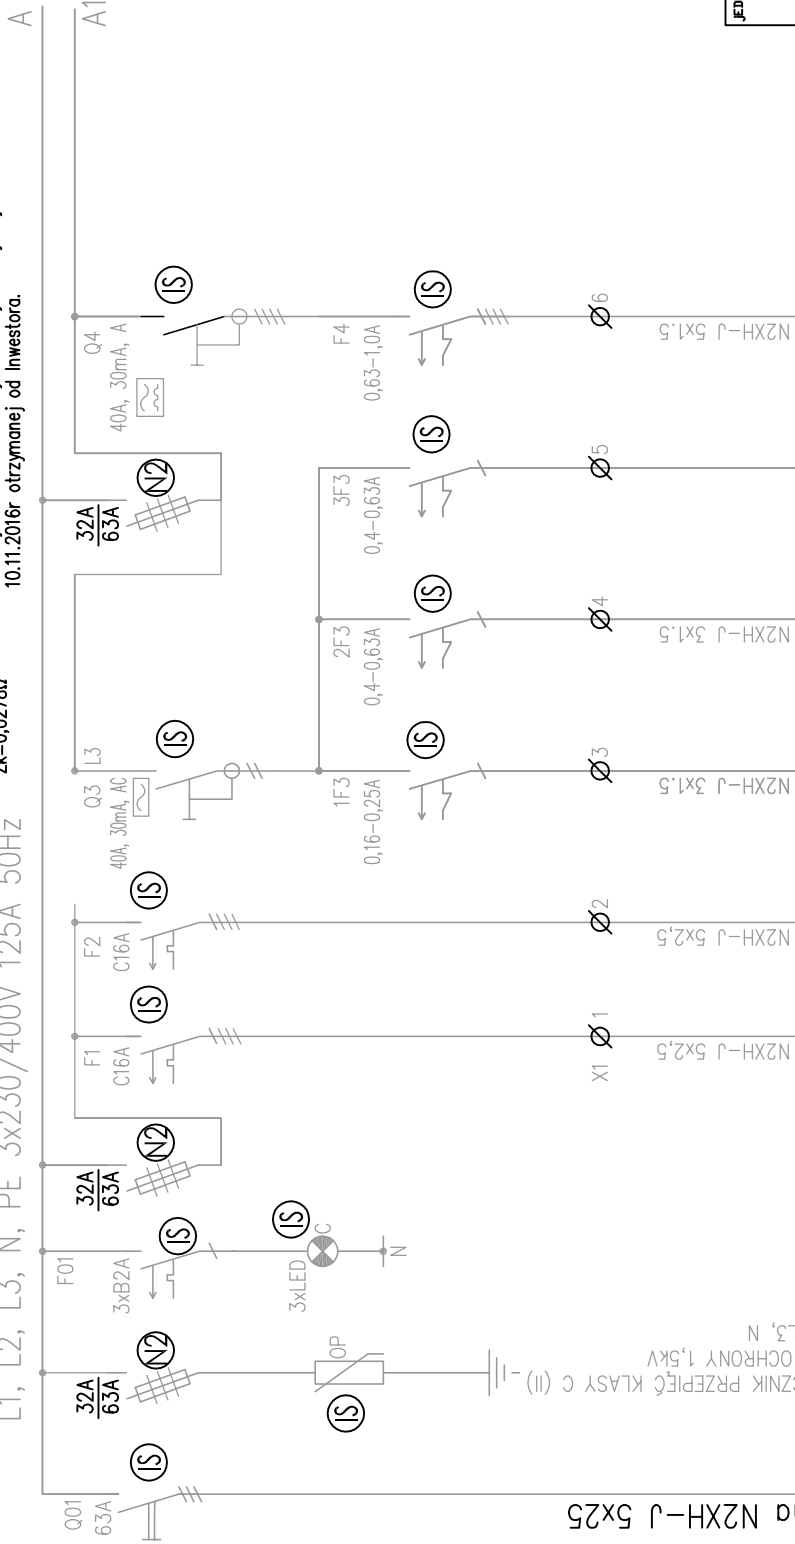 A
A1
JED
10.11.2016r otrzymanej od Inwestora.
L1, L2, L3, N, PE 3x230/400V 125A 50Hz
Q01
63A
IS
32A
63A
N2
OP
IS
F01
3xB2A
IS
3xLED
IS
C
N
32A
63A
N2
F1
C16A
IS
F2
C16A
IS
Q3
L3
40A, 30mA, AC
IS
32A
63A
N2
Q4
40A, 30mA, A
IS
1F3
0,16-0,25A
IS
2F3
0,4-0,63A
IS
3F3
0,4-0,63A
IS
F4
0,63-1,0A
IS
X1
1
2
3
4
5
6
N2XH-J 5x2,5
N2XH-J 5x2,5
N2XH-J 3x1.5
N2XH-J 3x1.5
N2XH-J 5x1.5
PRZEPIĘĆ KLASY C (II)
OCHRONY 1,5kV
N
N2XH-J 5x25